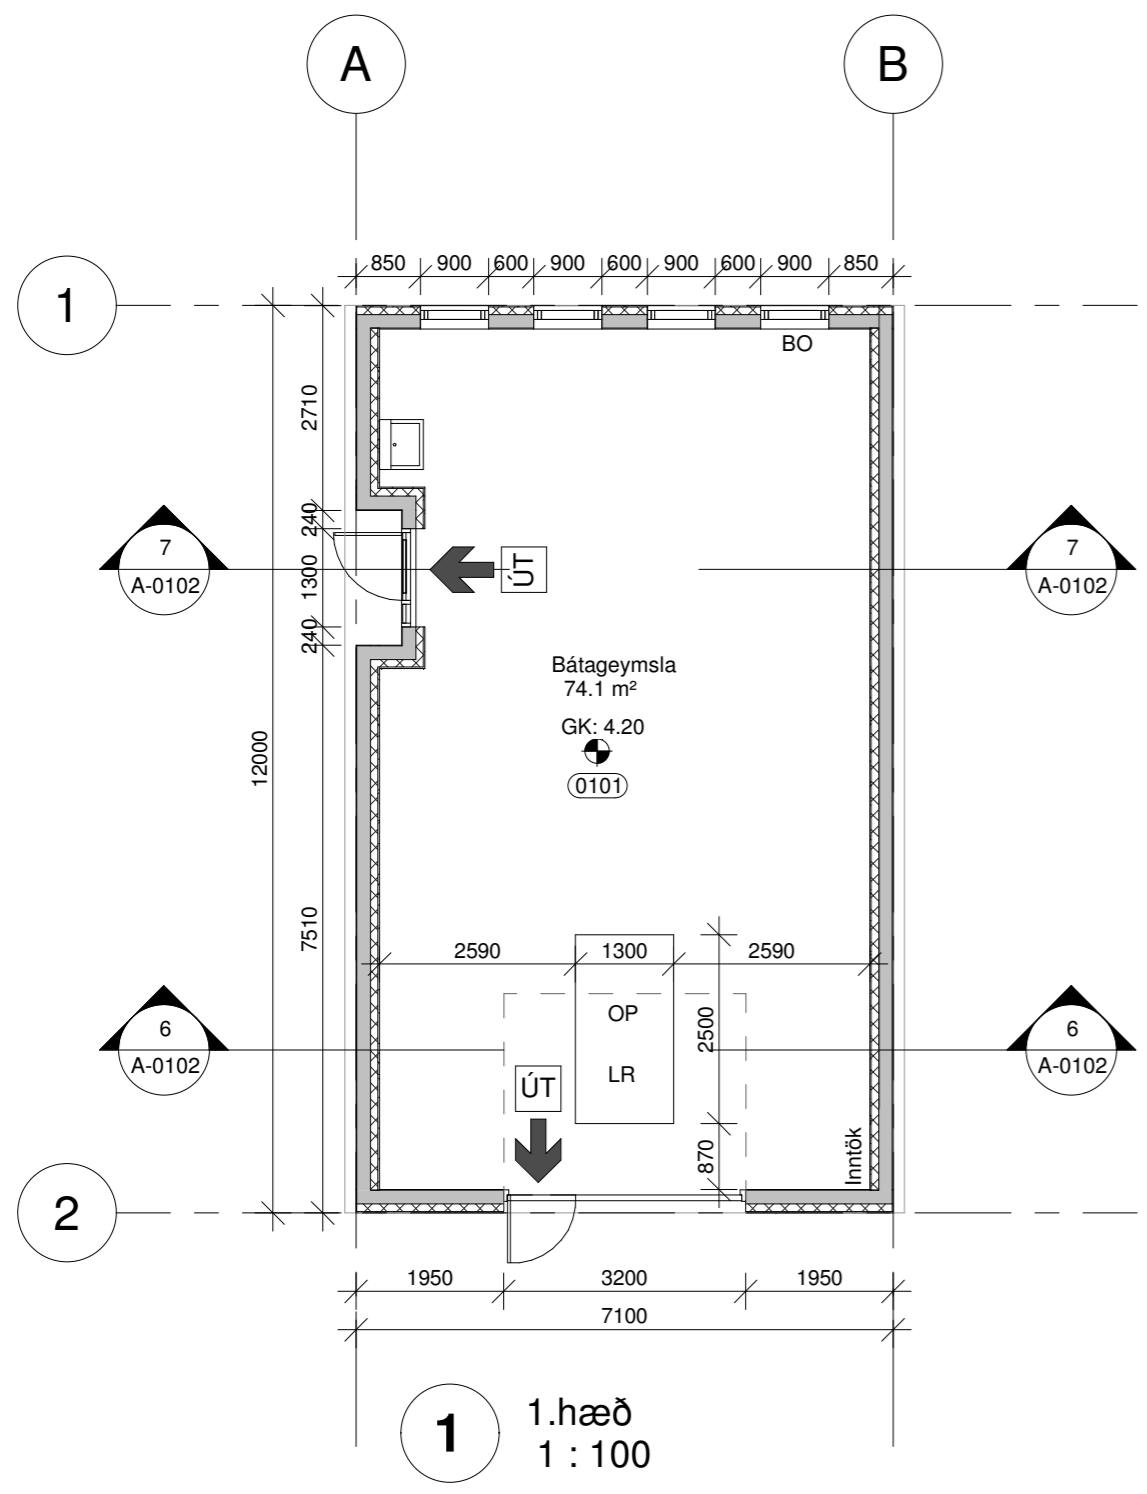 A
B
850 900 600 900 600 900 600 900 850
1
BO
2710
240
7
A-0102
1300
ÚT
7
A-0102
240
Bátageymsla
74.1 m²
GK: 4.20
0101
12000
7510
2590 1300 2590
OP
2500
6
A-0102
LR
6
A-0102
ÚT
870
Inntök
2
1950 3200 1950
7100
1
1.hæð
1 : 100